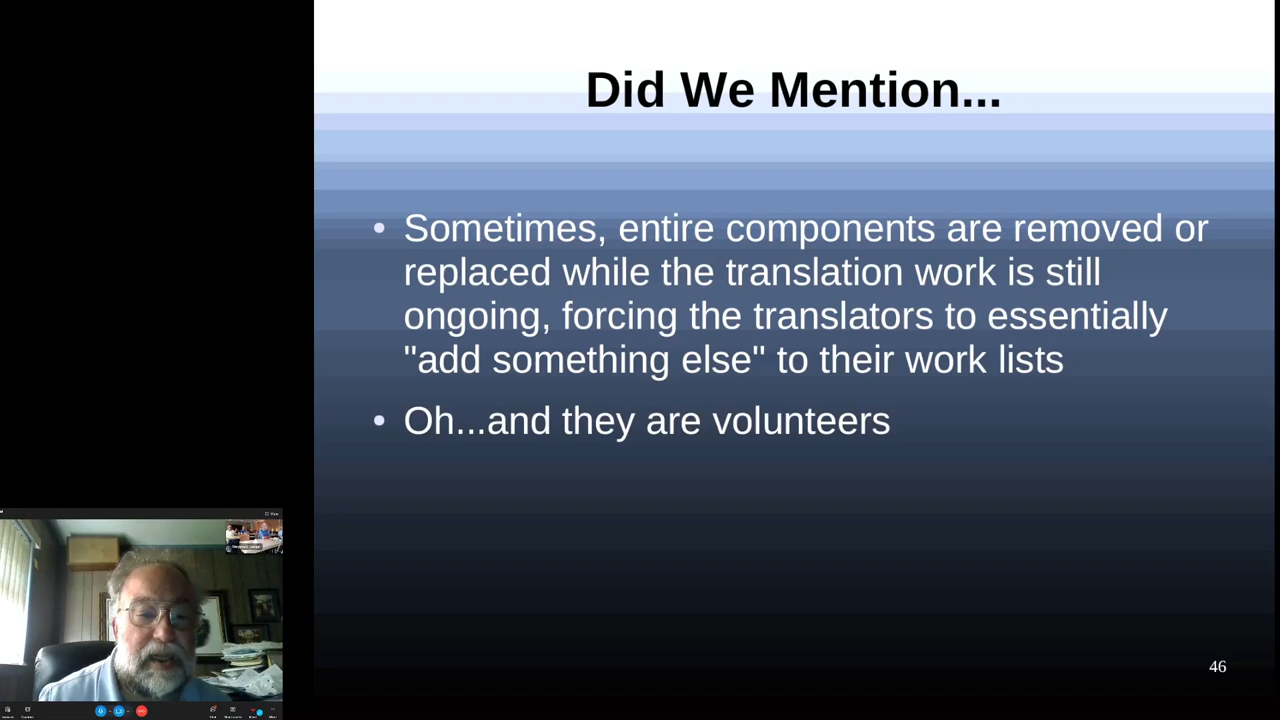 Did We Mention...
• Sometimes, entire components are removed or
replaced while the translation work is still
ongoing, forcing the translators to essentially
"add something else" to their work lists
• Oh...and they are volunteers
46
View